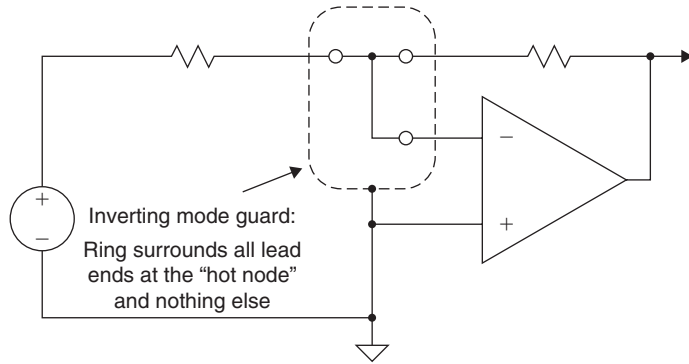 +
−
−
+
Inverting mode guard:
Ring surrounds all lead
ends at the “hot node”
and nothing else